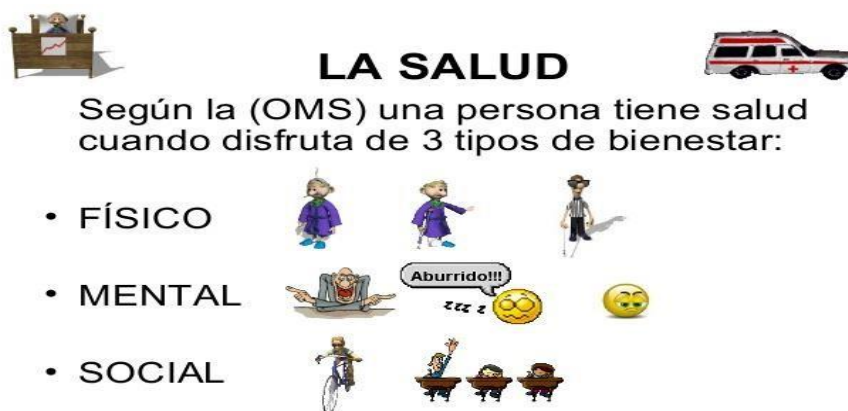 LA SALUD
Según la (OMS) una persona tiene salud
cuando disfruta de 3 tipos de bienestar:
• FÍSICO
• MENTAL
Aburrido!!!
z zz z
• SOCIAL